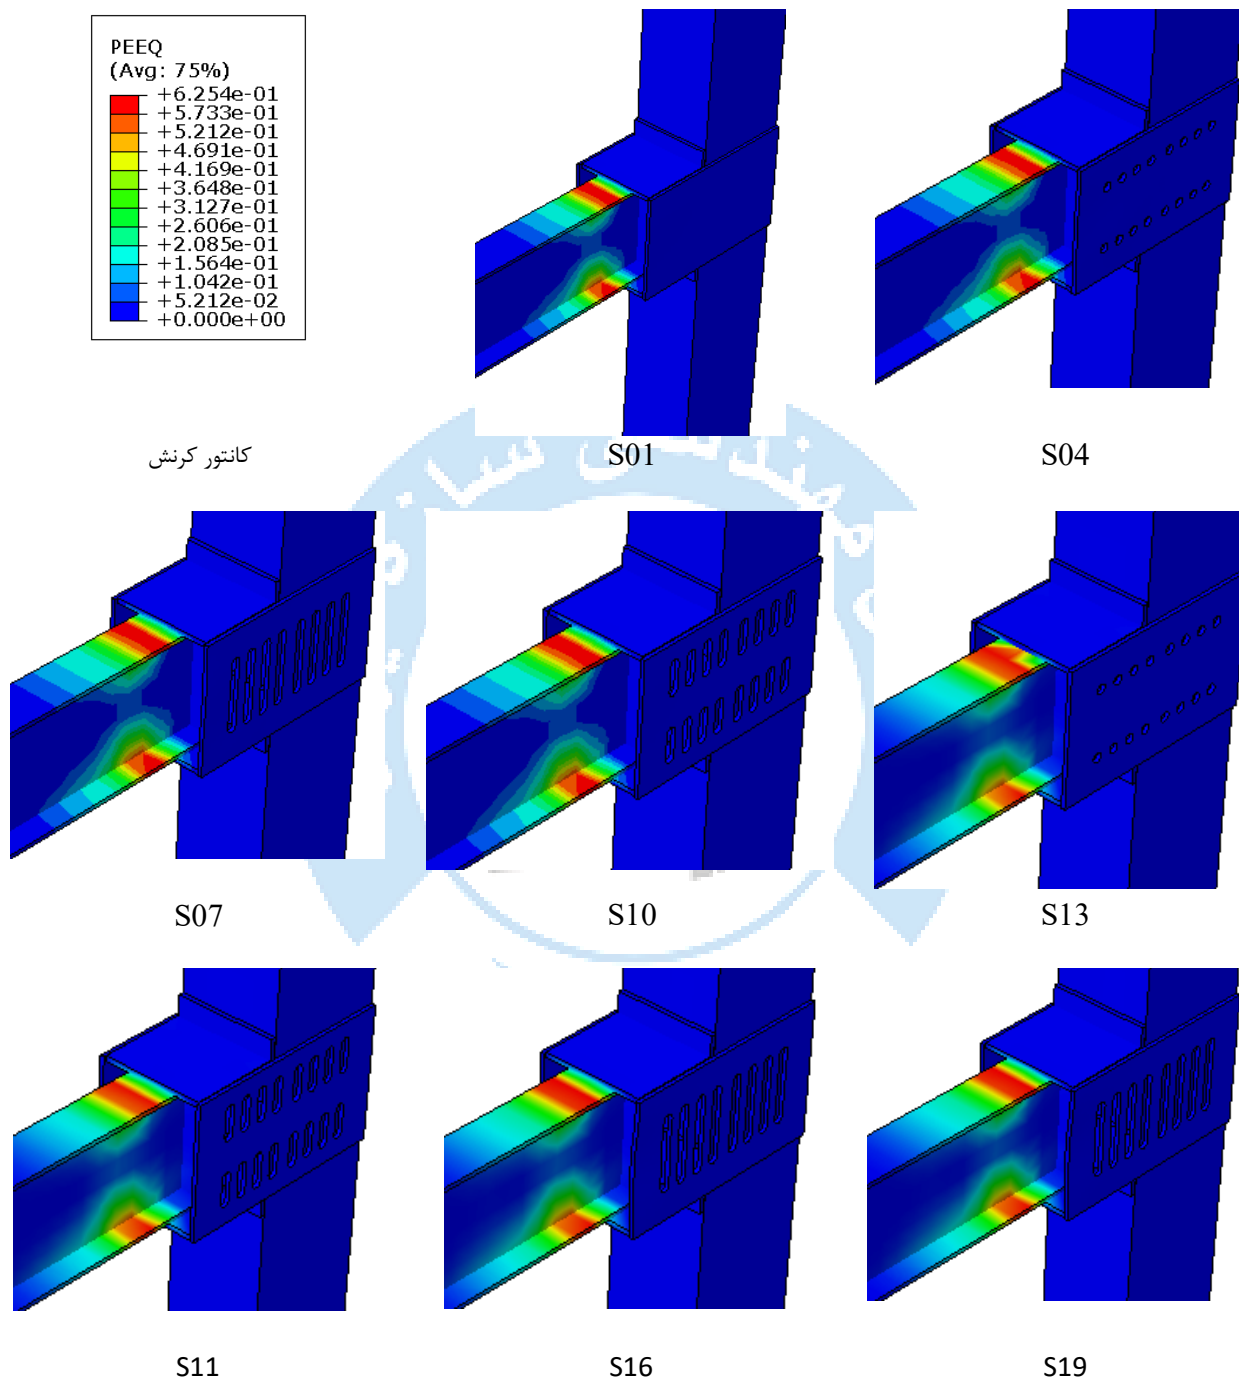 PEEQ
(Avg: 75%)
+6.254e-01
+5.733e-01
+5.212e-01
+4.691e-01
+4.169e-01
+3.648e-01
+3.127e-01
+2.606e-01
+2.085e-01
+1.564e-01
+1.042e-01
+5.212e-02
+0.000e+00
کانتور کرنش
S01
S04
S07
S10
S13
S11
S16
S19